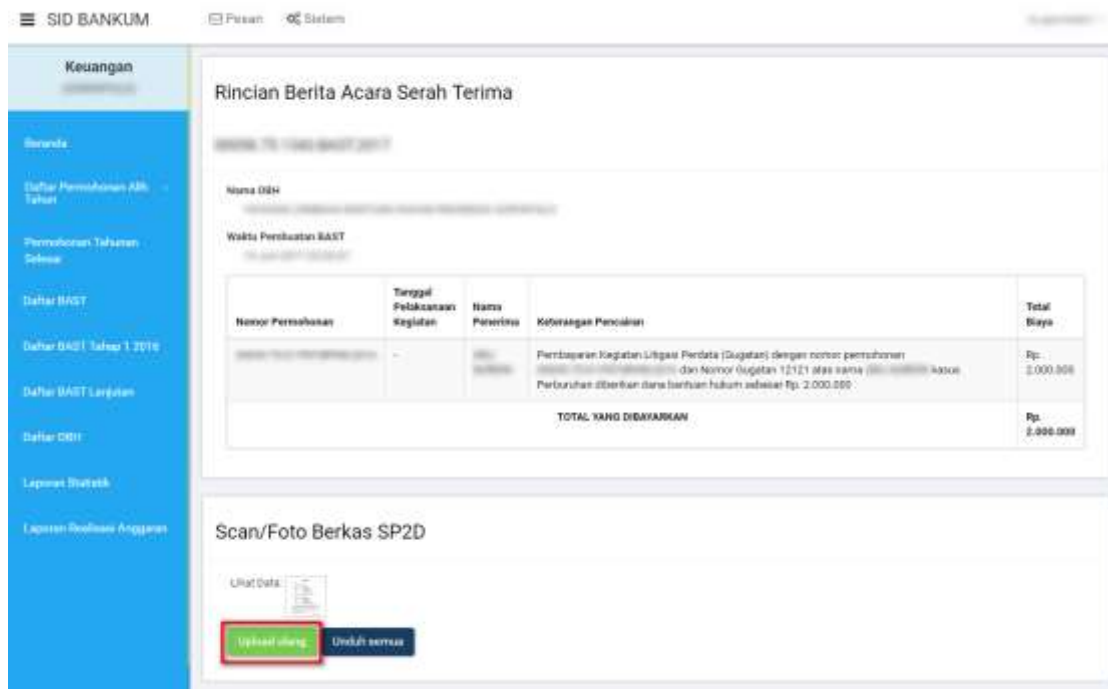 SID BANKUM
Pesan
Sistem
Keuangan
Beranda
Daftar Permohonan Alih
Tahun
Permohonan Tahunan
Selesai
Daftar BAST
Daftar BAST Tahap 1 2016
Daftar BAST Lanjutan
Daftar OBH
Laporan Statistik
Laporan Realisasi Anggaran
Rincian Berita Acara Serah Terima
Nama OBH
Waktu Pembuatan BAST
Nomor Permohonan
Tanggal
Pelaksanaan
Kegiatan
Nama
Penerima
Keterangan Pencairan
Total
Biaya
-
Pembayaran Kegiatan Litigasi Perdata (Gugatan) dengan nomor permohonan
dan Nomor Gugatan 12121 atas nama kasus
Perburuhan diberikan dana bantuan hukum sebesar Rp. 2.000.000
Rp.
2.000.000
TOTAL YANG DIBAYARKAN
Rp.
2.000.000
Scan/Foto Berkas SP2D
Lihat Data:
Upload ulang
Unduh semua